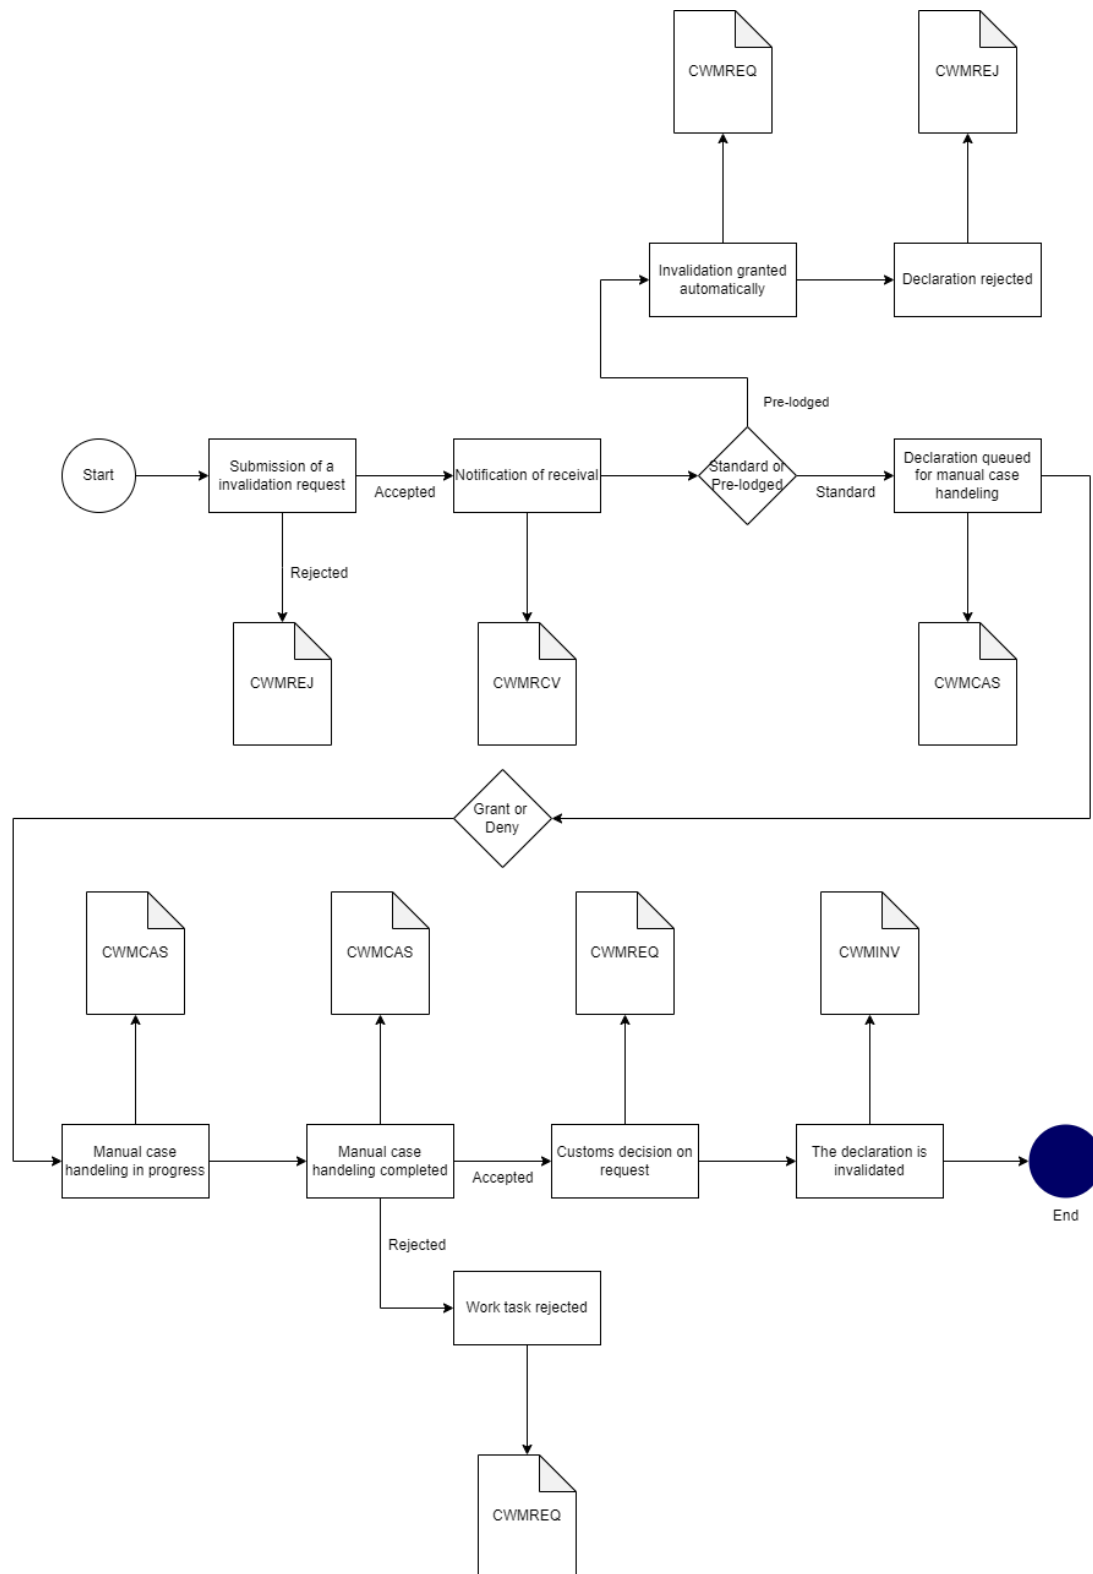 CWMREQ
CWMREJ
Invalidation granted
automatically
Declaration rejected
Pre-lodged
Start
Submission of a
invalidation request
Accepted
Notification of receival
Standard or
Pre-lodged
Standard
Declaration queued
for manual case
handeling
Rejected
CWMREJ
CWMRCV
CWMCAS
Grant or
Deny
CWMCAS
CWMCAS
CWMREQ
CWMINV
Manual case
handeling in progress
Manual case
handeling completed
Accepted
Customs decision on
request
The declaration is
invalidated
End
Rejected
Work task rejected
CWMREQ